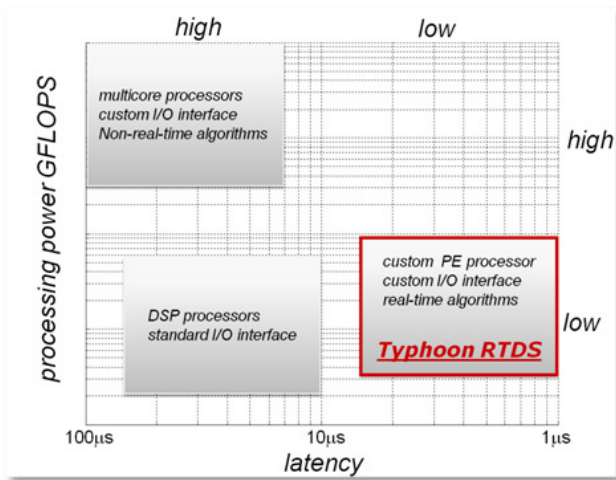 high
low
processing power GFLOPS
multicore processors
custom I/O interface
Non-real-time algorithms
high
custom PE processor
custom I/O interface
real-time algorithms
Typhoon RTDS
DSP processors
standard I/O interface
low
100µs
10µs
1µs
latency